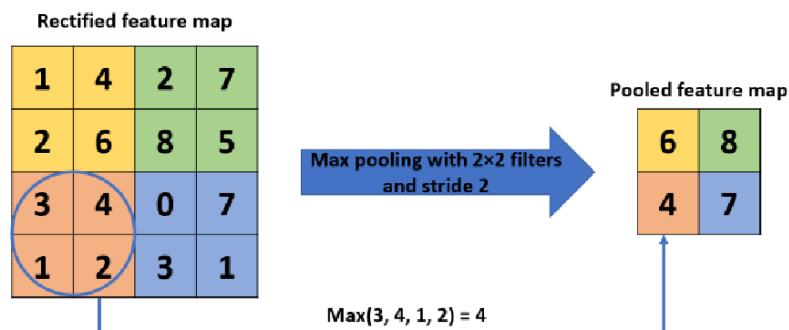 Rectified feature map
1 4 2 7
2 6 8 5
3 4 0 7
1 2 3 1
Max pooling with 2×2 filters
and stride 2
Pooled feature map
6 8
4 7
Max(3, 4, 1, 2) = 4